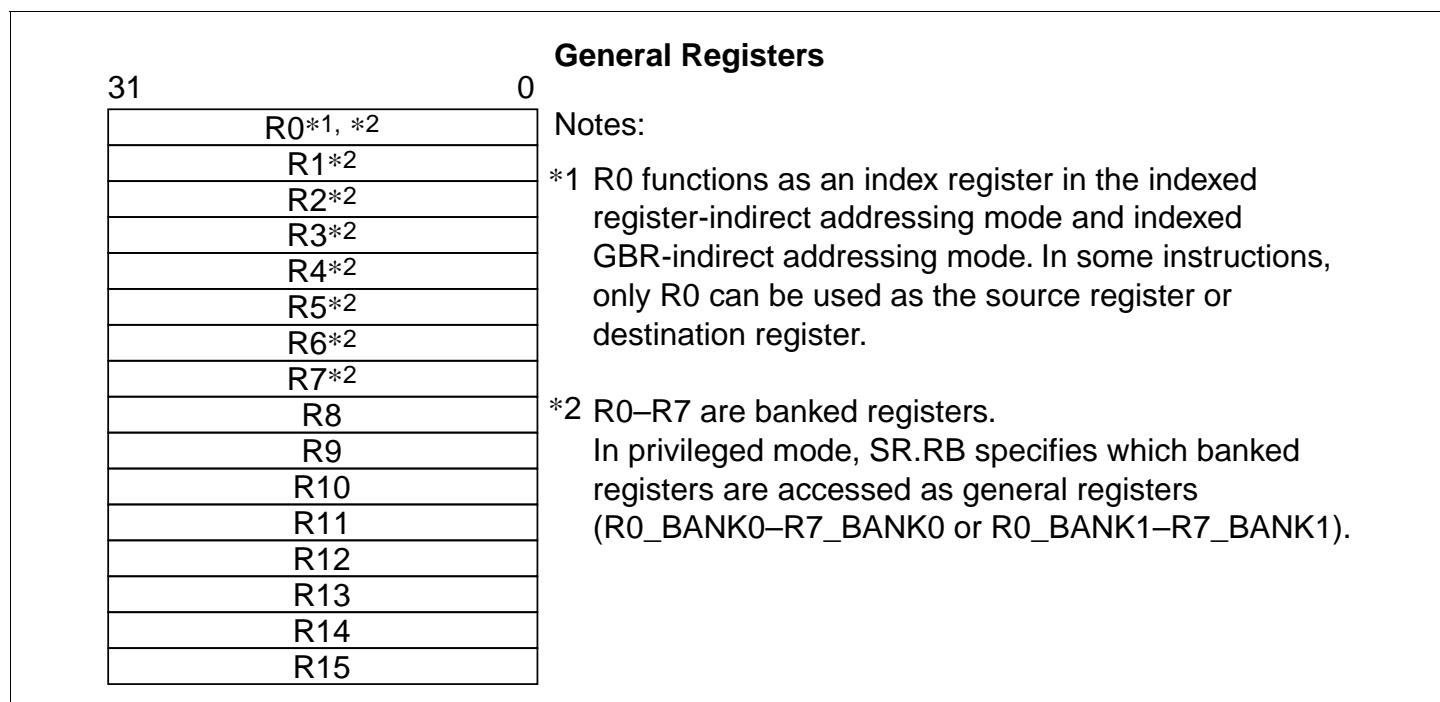 General Registers
31 0
R0*1, *2
R1*2
R2*2
R3*2
R4*2
R5*2
R6*2
R7*2
R8
R9
R10
R11
R12
R13
R14
R15
Notes:
*1 R0 functions as an index register in the indexed
register-indirect addressing mode and indexed
GBR-indirect addressing mode. In some instructions,
only R0 can be used as the source register or
destination register.
*2 R0–R7 are banked registers.
In privileged mode, SR.RB specifies which banked
registers are accessed as general registers
(R0_BANK0–R7_BANK0 or R0_BANK1–R7_BANK1).